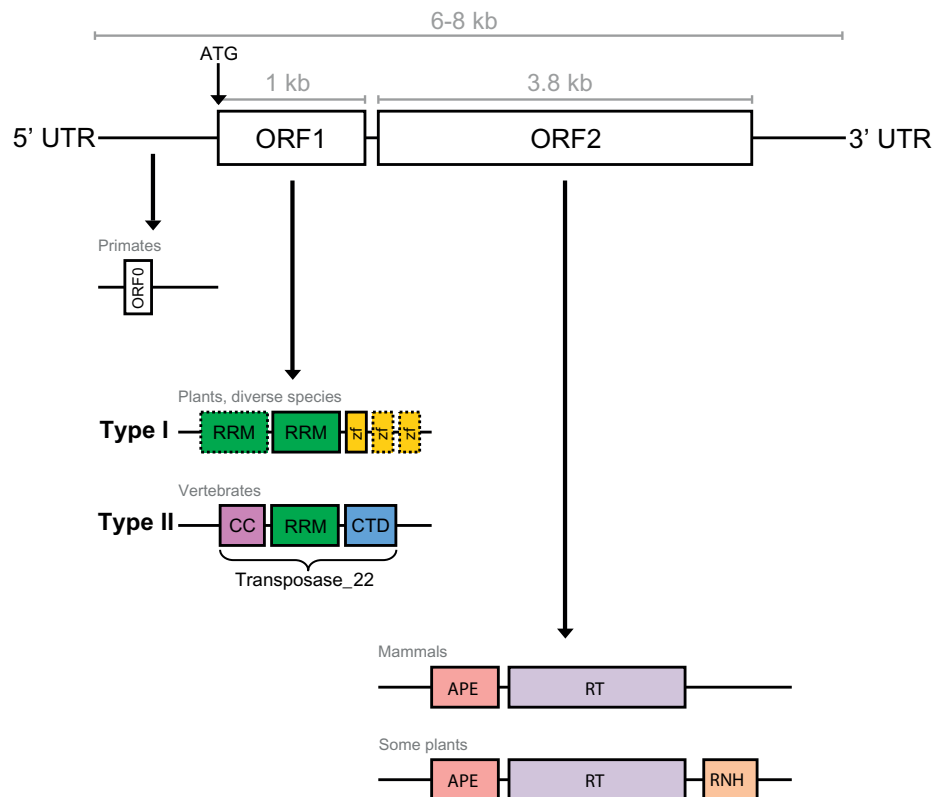 6-8 kb
ATG
1 kb
3.8 kb
5’ UTR
ORF1
ORF2
3’ UTR
Primates
ORF0
Plants, diverse species
Type I
RRM
RRM
zf
zf
zf
Vertebrates
Type II
CC
RRM
CTD
Transposase_22
Mammals
APE
RT
Some plants
APE
RT
RNH